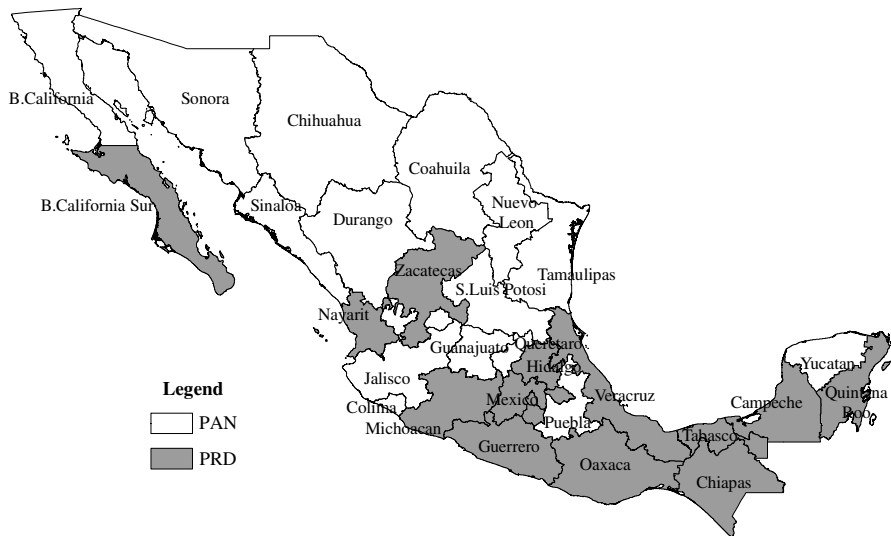 B.California
Sonora
Chihuahua
Coahuila
B.California Sur
Sinaloa
Durango
Nuevo
Leon
Zacatecas
Tamaulipas
S.Luis Potosi
Nayarit
Guanajuato
Queretaro
Hidalgo
Yucatan
Jalisco
Legend
Colima
Mexico
Veracruz
Campeche
Quintana
Roo
PAN
Michoacan
Puebla
Tabasco
Guerrero
PRD
Oaxaca
Chiapas